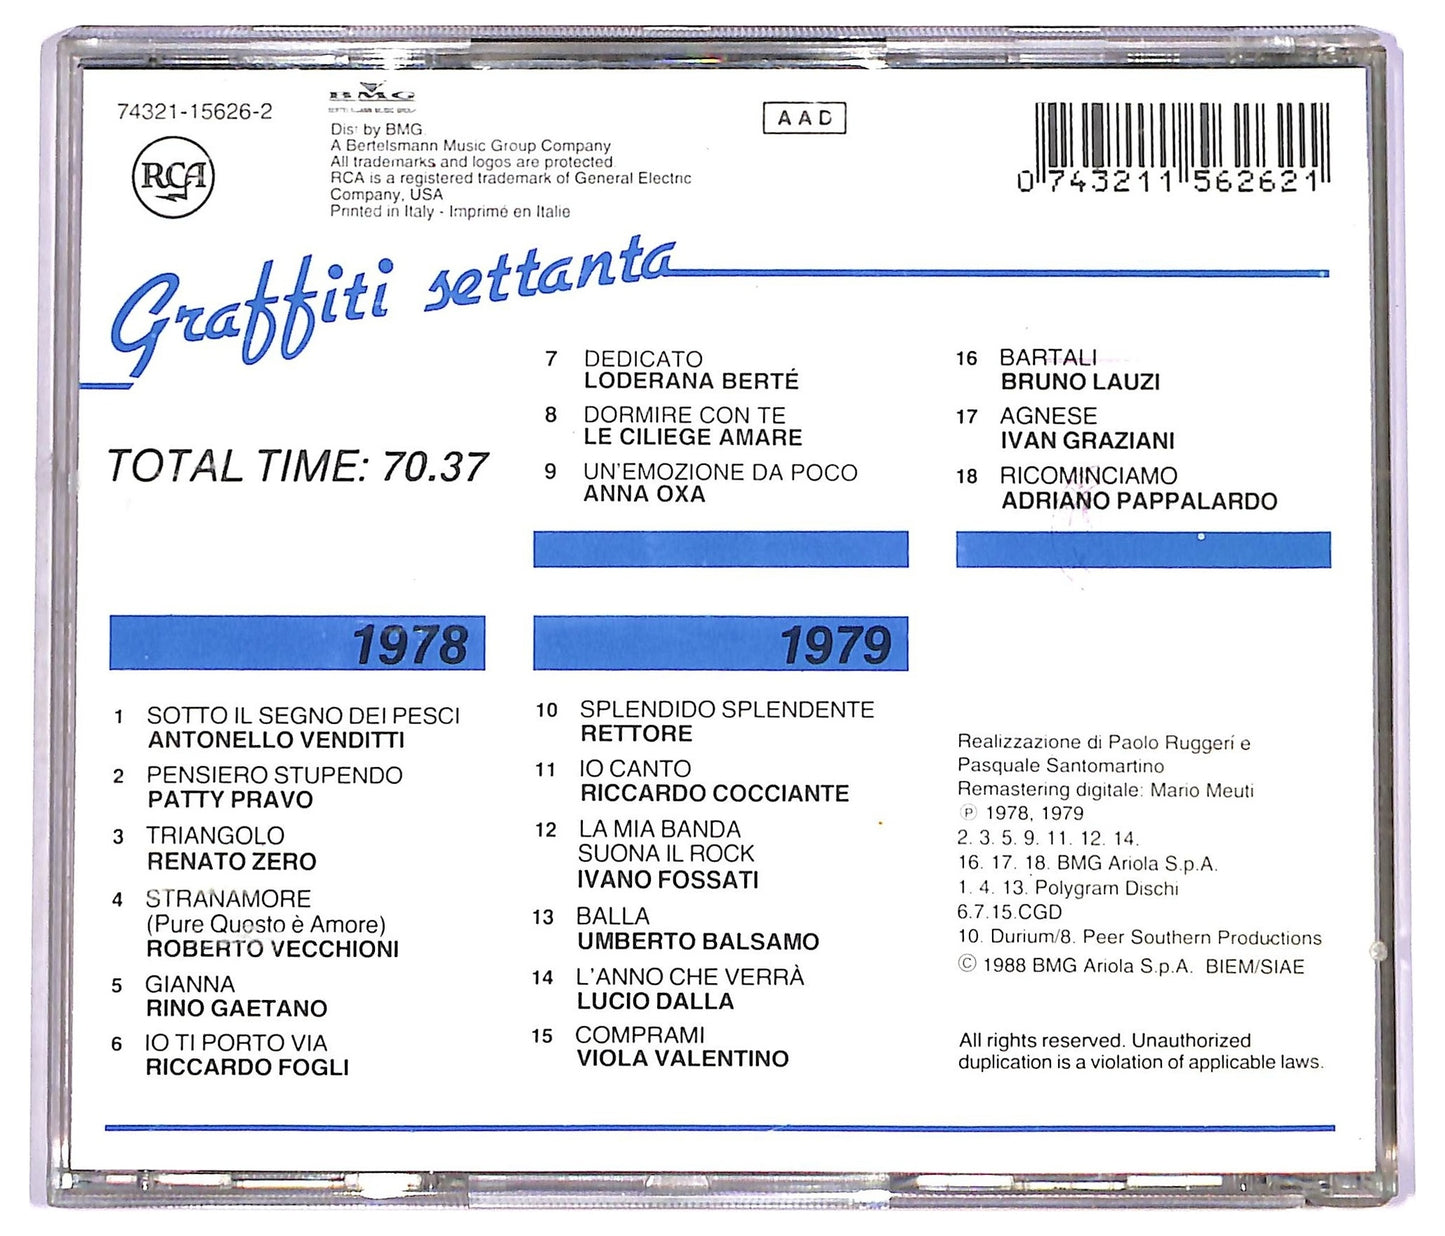 74321-15626-2
RCA
BMG
Dis: by BMG.
A Bertelsmann Music Group Company
All trademarks and logos are protected.
RCA is a registered trademark of General Electric
Company, USA
Printed in Italy - Imprimé en Italie
AAD
0 743211 562621
Graffiti settanta
TOTAL TIME: 70.37
1978
1 SOTTO IL SEGNO DEI PESCI
ANTONELLO VENDITTI
2 PENSIERO STUPENDO
PATTY PRAVO
3 TRIANGOLO
RENATO ZERO
4 STRANAMORE
(Pure Questo è Amore)
ROBERTO VECCHIONI
5 GIANNA
RINO GAETANO
6 IO TI PORTO VIA
RICCARDO FOGLI
7 DEDICATO
LODERANA BERTÉ
8 DORMIRE CON TE
LE CILIEGE AMARE
9 UN'EMOZIONE DA POCO
ANNA OXA
1979
10 SPLENDIDO SPLENDENTE
RETTORE
11 IO CANTO
RICCARDO COCCIANTE
12 LA MIA BANDA
SUONA IL ROCK
IVANO FOSSATI
13 BALLA
UMBERTO BALSAMO
14 L'ANNO CHE VERRÀ
LUCIO DALLA
15 COMPRAMI
VIOLA VALENTINO
16 BARTALI
BRUNO LAUZI
17 AGNESE
IVAN GRAZIANI
18 RICOMINCIAMO
ADRIANO PAPPALARDO
Realizzazione di Paolo Ruggeri e
Pasquale Santomartino
Remastering digitale: Mario Meuti
℗ 1978, 1979
2. 3. 5. 9. 11. 12. 14.
16. 17. 18. BMG Ariola S.p.A.
1. 4. 13. Polygram Dischi
6.7.15.CGD
10. Durium/8. Peer Southern Productions
© 1988 BMG Ariola S.p.A. BIEM/SIAE
All rights reserved. Unauthorized
duplication is a violation of applicable laws.